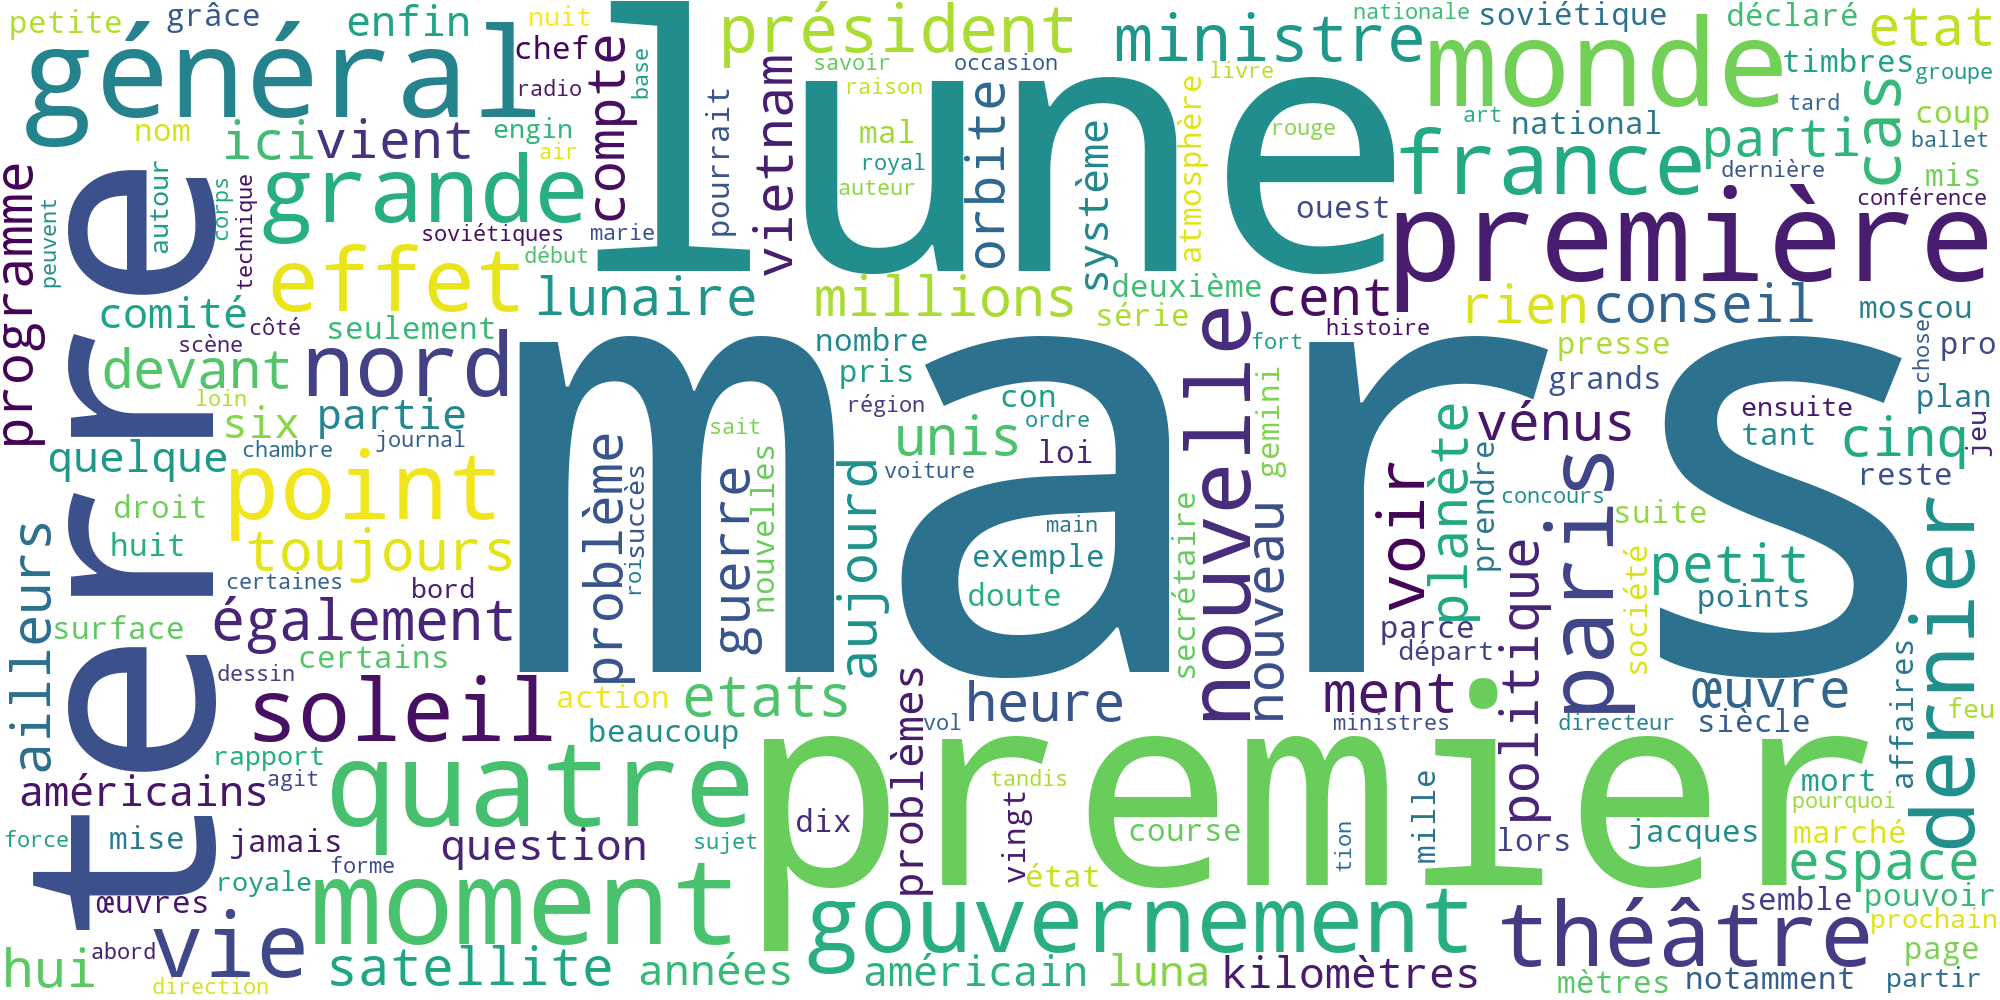 petite
grâce
enfin
nuit
chef
radio
général
lune
base
président
savoir
raison
occasion
ministre
livre
nationale
soviétique
déclaré
etat
monde
timbres
groupe
tard
nom
ici
vient
engin
air
compte
pourrait
vietnam
mal
royal
auteur
orbite
système
atmosphère
rouge
art
national
france
parti
cas
coup
ballet
dernière
mis
conférence
programme
peuvent
terre
autour
corps
technique
grande
soviétiques
marie
début
ouest
première
effet
comité
côté
scène
seulement
lunaire
millions
deuxième
série
cent
histoire
rien
conseil
moscou
devant
nord
mars
nombre
pris
région
con
ordre
nouvelle
fort
gemini
presse
grands
chose
pro
plan
loin
six
partie
journal
chambre
quelque
sait
unis
voiture
loi
vénus
ensuite
tant
cinq
jeu
reste
point
problème
roisuccès
guerre
nouvelles
aujourd
main
exemple
doute
secrétaire
nouveau
voir
planète
prendre
concours
paris
suite
droit
huit
toujours
certaines
bord
ailleurs
surface
également
certains
dessin
parce
départ
politique
société
petit
points
dernier
soleil
action
etats
beaucoup
problèmes
heure
vol
ment
ministres
directeur
œuvre
siècle
affaires
feu
rapport
américains
agit
quatre
premier
tandis
dix
vingt
course
état
tion
mille
lors
jacques
mort
pourquoi
marché
force
mise
jamais
question
sujet
forme
royale
espace
œuvres
moment
gouvernement
théâtre
semble
pouvoir
prochain
hui
abord
vie
direction
satellite
années
américain
luna
kilomètres
mètres
notamment
page
partir